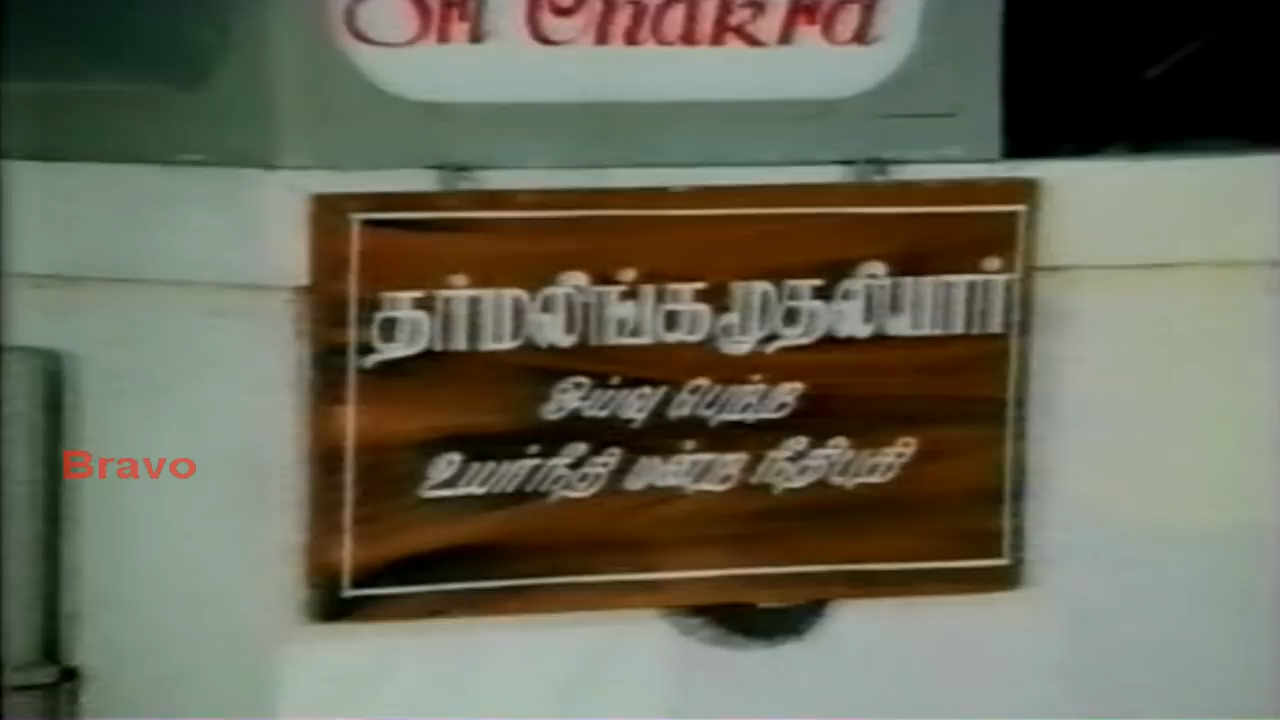 Sri Chakra
தர்மலிங்க முதலியார்
ஓய்வு பெற்ற
உயர்நீதி மன்ற நீதிபதி
Bravo